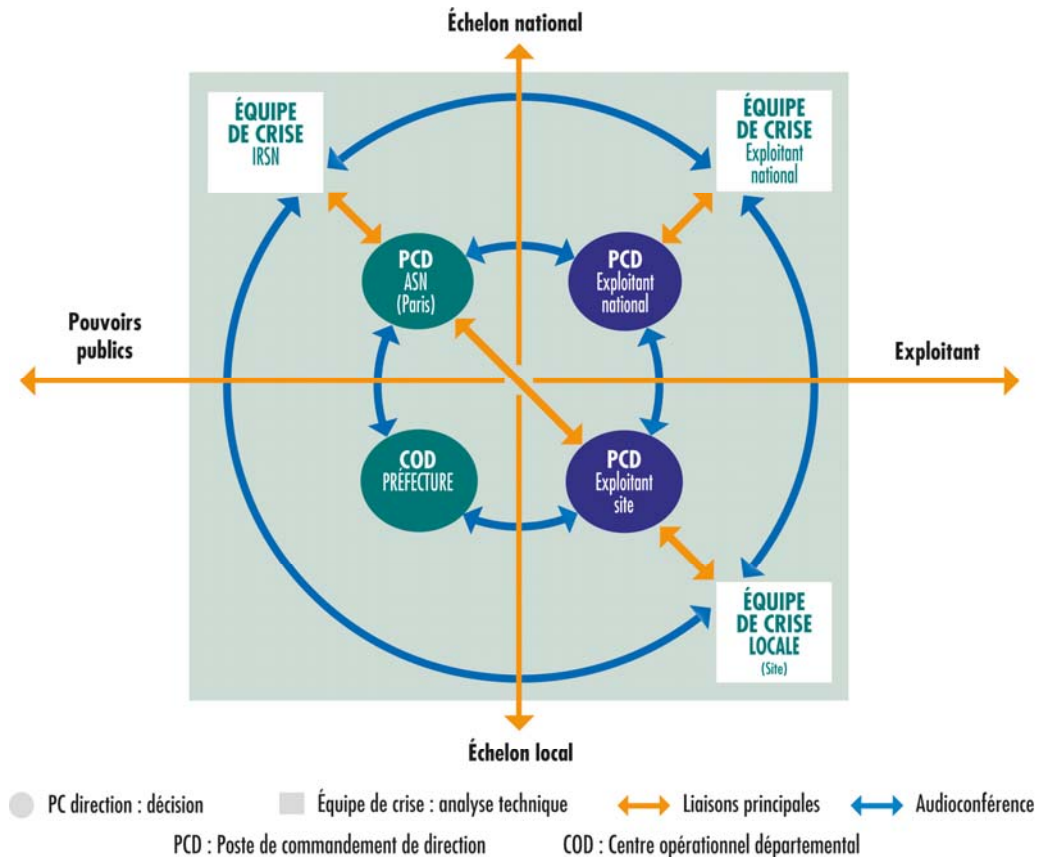 Échelon national
ÉQUIPE
DE CRISE
IRSN
ÉQUIPE
DE CRISE
Exploitant
national
PCD
ASN
(Paris)
PCD
Exploitant
national
Pouvoirs
publics
Exploitant
COD
PRÉFECTURE
PCD
Exploitant
site
ÉQUIPE
DE CRISE
LOCALE
(Site)
Échelon local
PC direction : décision
Équipe de crise : analyse technique
Liaisons principales
Audioconférence
PCD : Poste de commandement de direction
COD : Centre opérationnel départemental